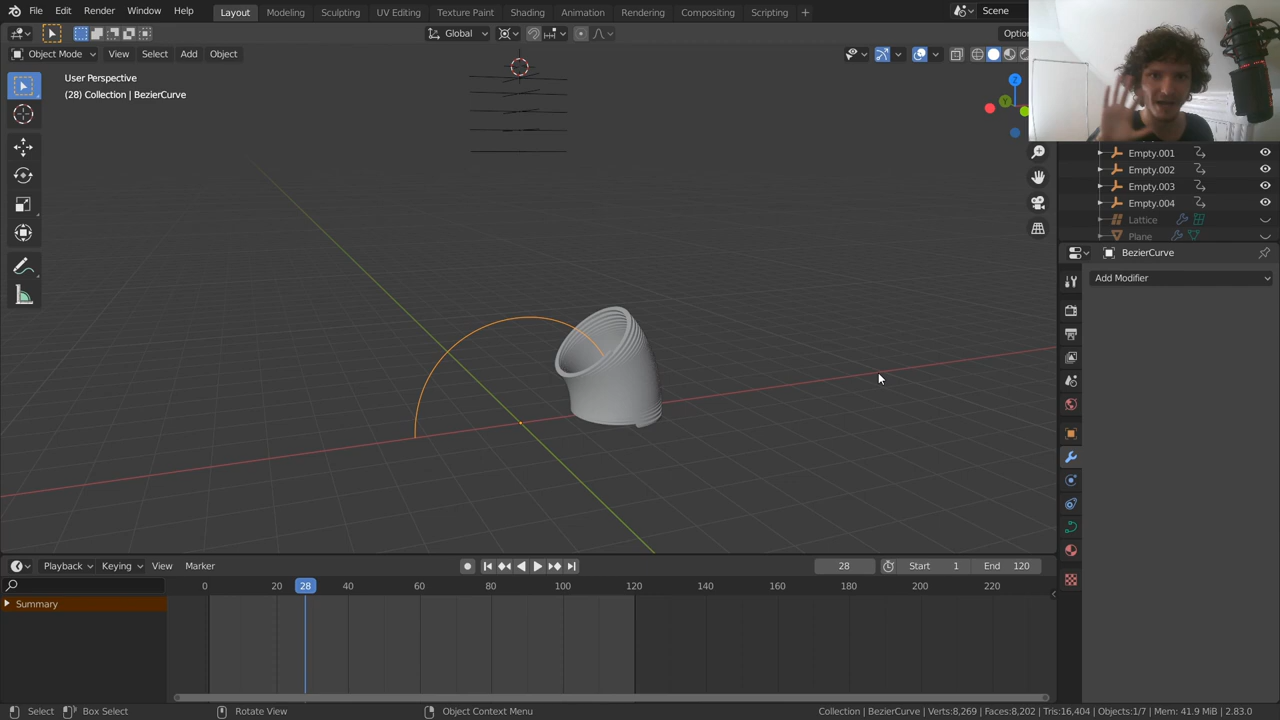 File Edit Render Window Help Layout Modeling Sculpting UV Editing Texture Paint Shading Animation Rendering Compositing Scripting + Scene
Global Optio
Object Mode View Select Add Object
User Perspective
(28) Collection | BezierCurve
Z
Y
Empty.001
Empty.002
Empty.003
Empty.004
Lattice
Plane
BezierCurve
Add Modifier
Playback Keying View Marker 28 Start 1 End 120
0 20 28 40 60 80 100 120 140 160 180 200 220
Summary
Select Box Select Rotate View Object Context Menu Collection | BezierCurve | Verts:8,269 | Faces:8,202 | Tris:16,404 | Objects:1/7 | Mem: 41.9 MiB | 2.83.0